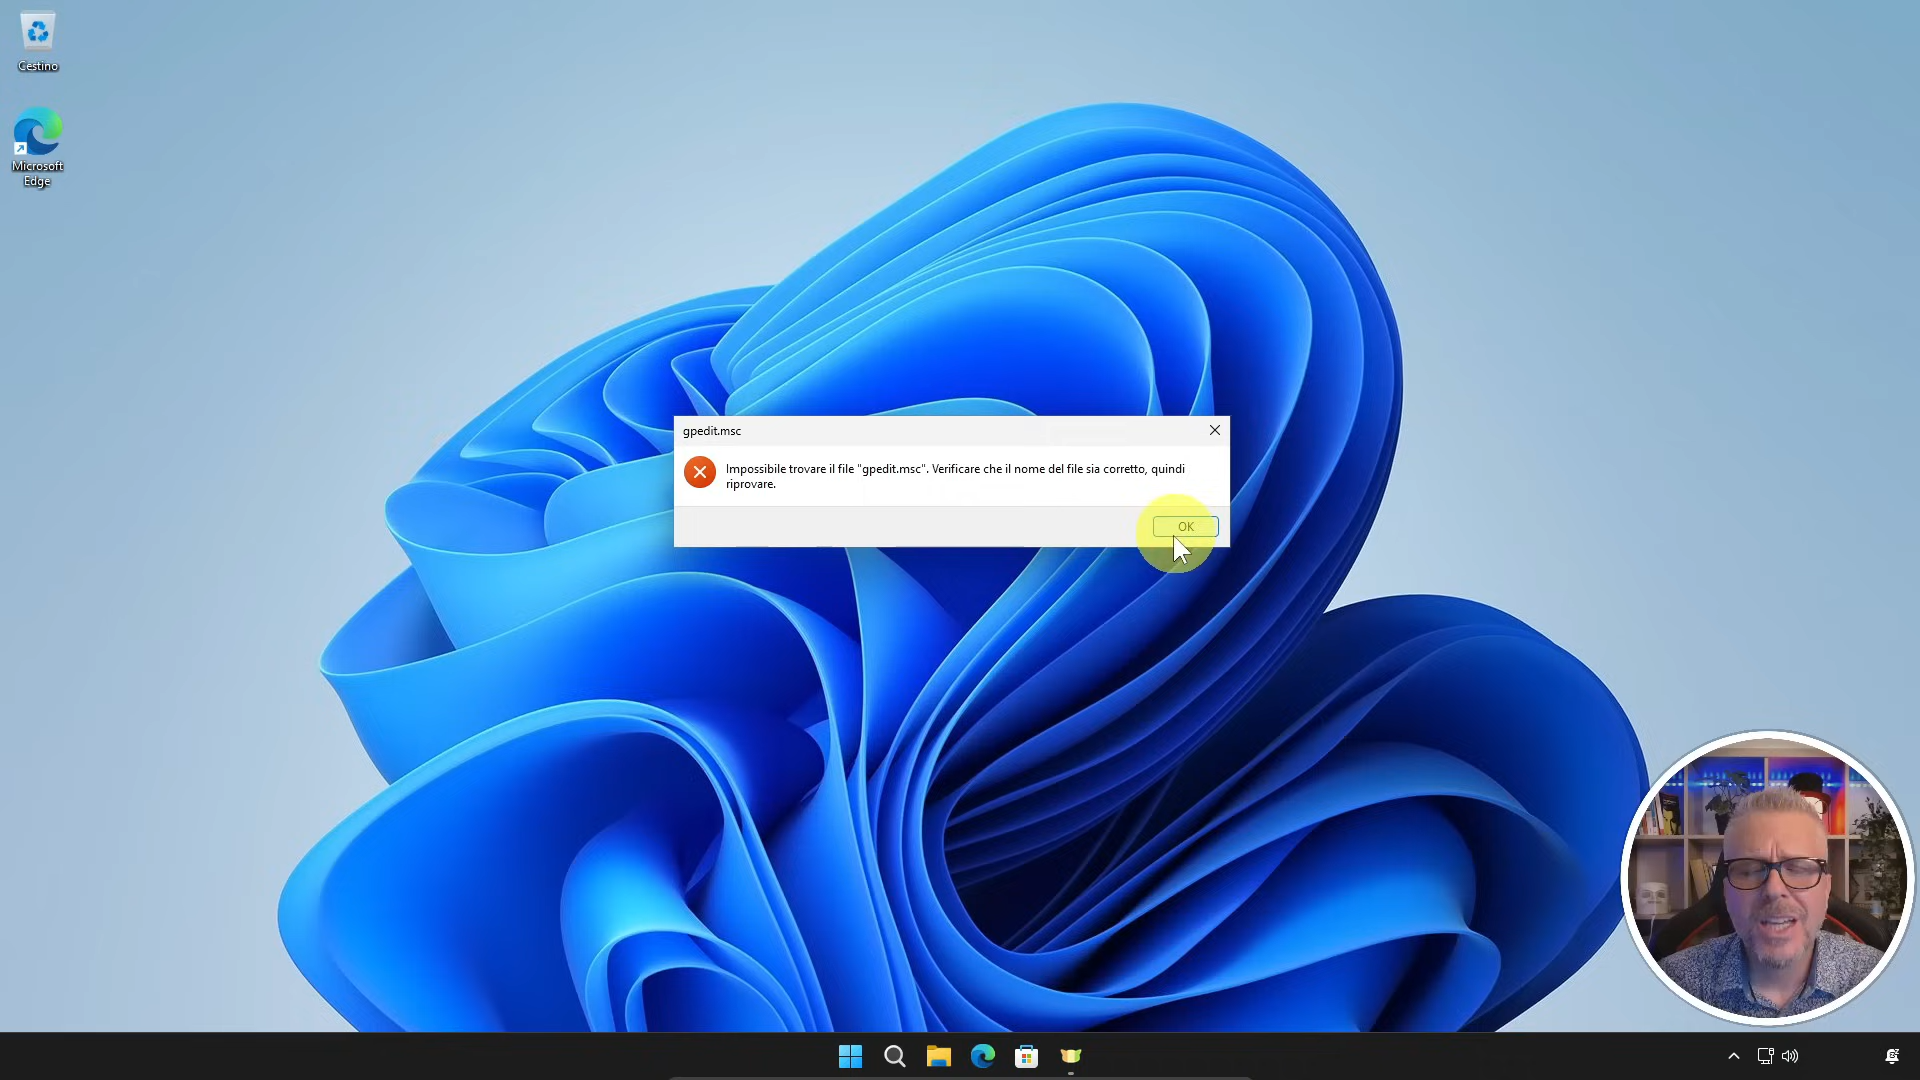 Cestino
Microsoft
Edge
gpedit.msc
Impossibile trovare il file "gpedit.msc". Verificare che il nome del file sia corretto, quindi
riprovare.
OK